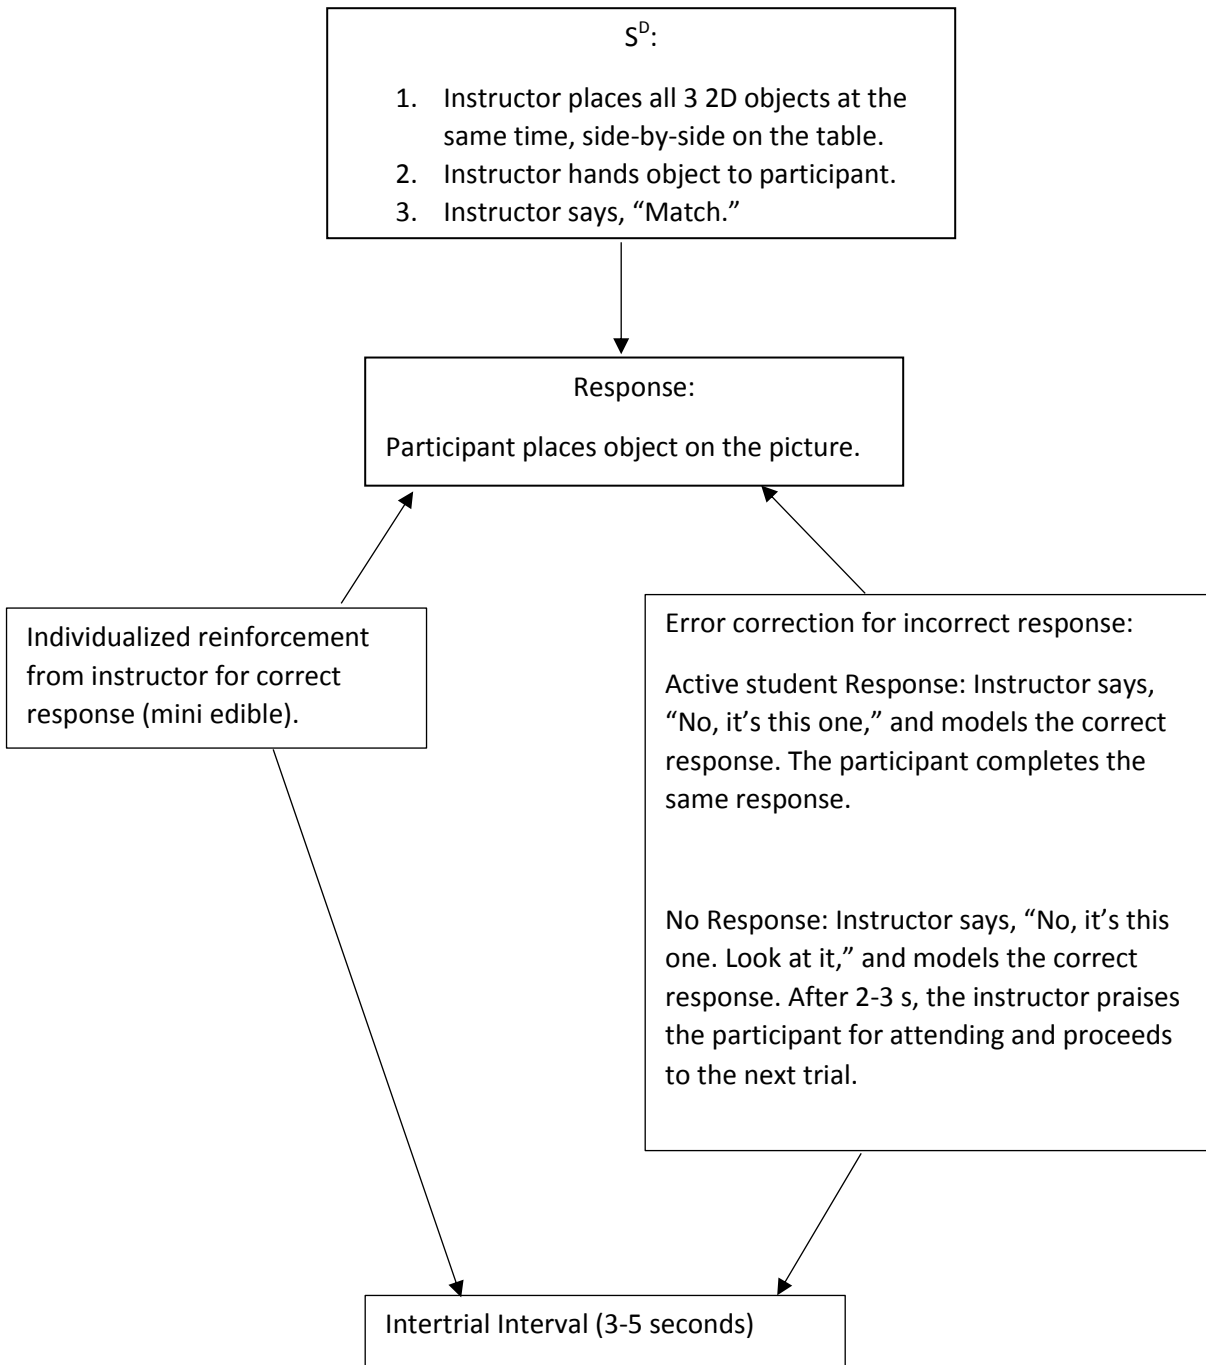 S^D:
1. Instructor places all 3 2D objects at the
same time, side-by-side on the table.
2. Instructor hands object to participant.
3. Instructor says, “Match.”
Response:
Participant places object on the picture.
Individualized reinforcement
from instructor for correct
response (mini edible).
Error correction for incorrect response:
Active student Response: Instructor says,
“No, it’s this one,” and models the correct
response. The participant completes the
same response.
No Response: Instructor says, “No, it’s this
one. Look at it,” and models the correct
response. After 2-3 s, the instructor praises
the participant for attending and proceeds
to the next trial.
Intertrial Interval (3-5 seconds)